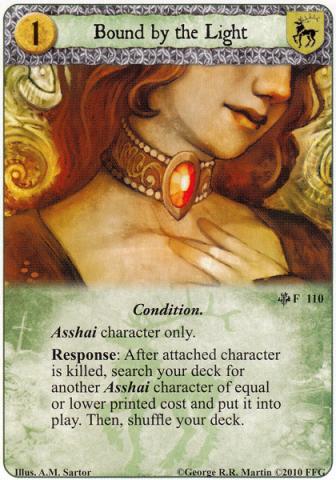 1
Bound by the Light
F 110
Condition.
Asshai character only.
Response: After attached character
is killed, search your deck for
another Asshai character of equal
or lower printed cost and put it into
play. Then, shuffle your deck.
Illus. A.M. Sartor
©George R.R. Martin ©2010 FFG